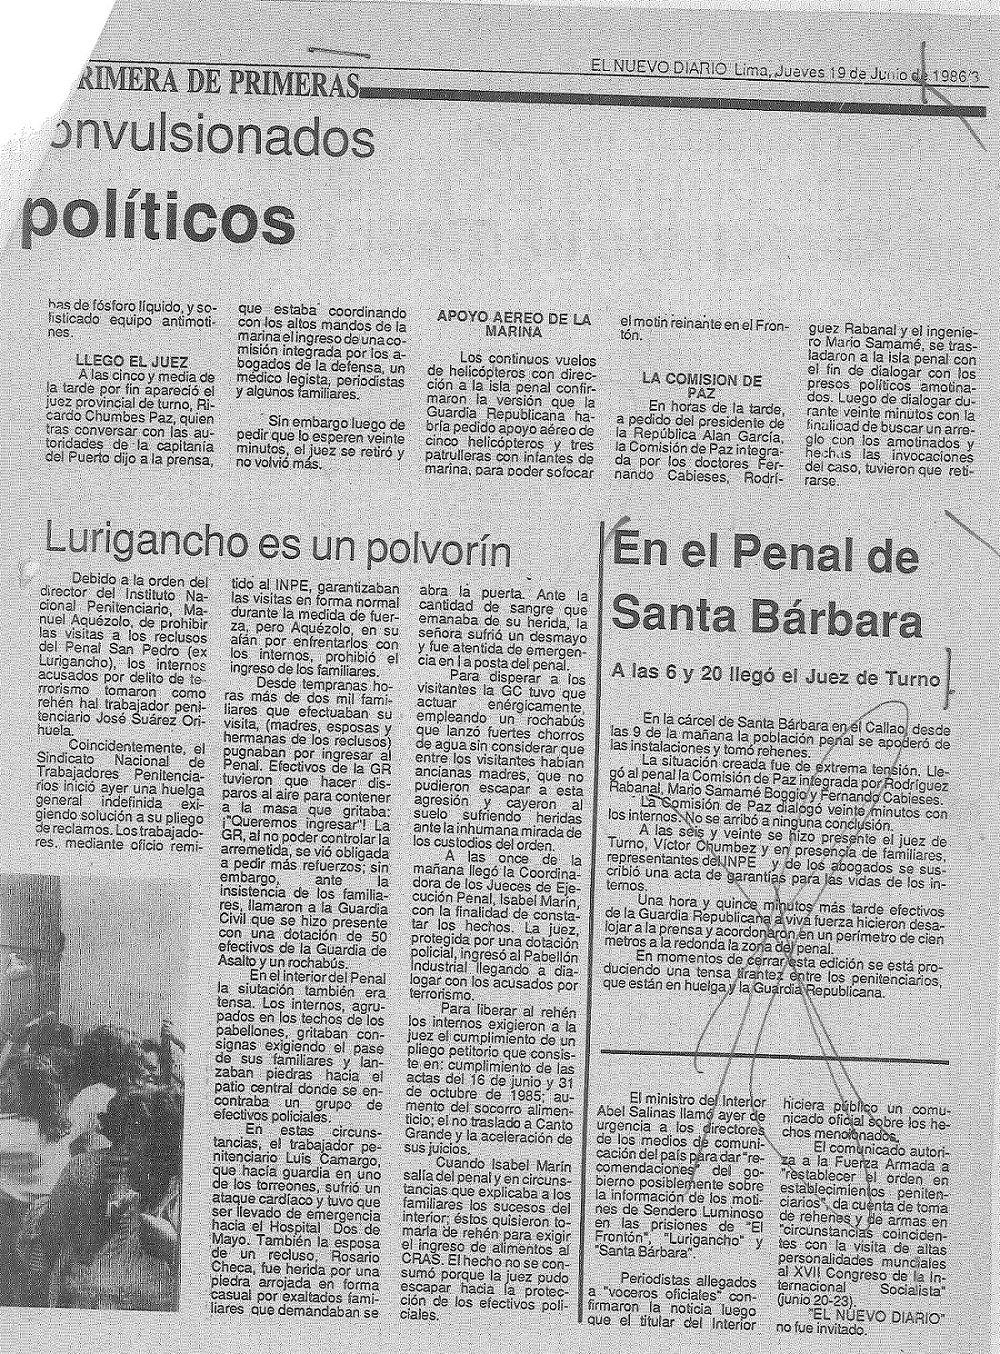 RIMERA DE PRIMERAS
EL NUEVO DIARIO Lima, Jueves 19 de Junio de 1986/3
onvulsionados
políticos
bas de fósforo líquido, y so-
fisticado equipo antimoti-
nes.
LLEGO EL JUEZ
A las cinco y media de
la tarde por fin apareció el
juez provincial de turno, Ri-
cardo Chumbes Paz, quien
tras conversar con las au-
toridades de la capitanía
del Puerto dijo a la prensa,
que estaba coordinando
con los altos mandos de la
marina el ingreso de una co-
misión integrada por los a-
bogados de la defensa, un
médico legista, periodistas
y algunos familiares.
Sin embargo luego de
pedir que lo esperen veinte
minutos, el juez se retiró y
no volvió más.
APOYO AEREO DE LA
MARINA
Los continuos vuelos
de helicópteros con direc-
ción a la isla penal confir-
maron la versión que la
Guardia Republicana ha-
bría pedido apoyo aéreo de
cinco helicópteros y tres
patrulleras con infantes de
marina, para poder sofocar
el motin reinante en el Fron-
tón.
LA COMISION DE
PAZ
En horas de la tarde,
a pedido del presidente de
la República Alan García,
la Comisión de Paz integra-
da por los doctores Fer-
nando Cabieses, Rodrí-
guez Rabanal y el ingenie-
ro Mario Samamé, se tras-
ladaron a la isla penal con
el fin de dialogar con los
presos políticos amotina-
dos. Luego de dialogar du-
rante veinte minutos con la
finalicad de buscar un arre-
glo con los amotinados y
hechas las invocaciones
del caso, tuvieron que reti-
rarse.
Lurigancho es un polvorín
Debido a la orden del
director del Instituto Na-
cional Penitenciario, Ma-
nuel Aquézolo, de prohibir
las visitas a los reclusos
del Penal San Pedro (ex
Lurigancho), los internos
acusados por delito de te-
rrorismo tomaron como
rehén hal trabajador peni-
tenciario José Suárez Ori-
huela.
Coincidentemente, el
Sindicato Nacional de
Trabajadores Penitencia-
rios inició ayer una huelga
general indefinida exi-
giendo solución a su pliego
de reclamos. Los trabajado-
res, mediante oficio remi-
tido al INPE, garantizaban
las visitas en forma normal
durante la medida de fuer-
za, pero Aquézolo, en su
afán por enfrentarlos con
los internos, prohibió el
ingreso de los familiares.
Desde tempranas ho-
ras más de dos mil fami-
liares que efectuaban su
visita, (madres, esposas y
hermanas de los reclusos)
pugnaban por ingresar al
Penal. Efectivos de la GR
tuvieron que hacer dis-
paros al aire para contener
a la masa que gritaba:
¡"Queremos ingresar"! La
GR, al no poder controlar la
arremetida, se vió obligada
a pedir más refuerzos; sin
embargo, ante la
insistencia de los familia-
res, llamaron a la Guardia
Civil que se hizo presente
con una dotación de 50
efectivos de la Guardia de
Asalto y un rochabús.
En el interior del Penal
la siutación también era
tensa. Los internos, agru-
pados en los techos de los
pabellones, gritaban con-
signas exigiendo el pase
de sus familiares y lan-
zaban piedras hacia el
patio central donde se en-
contraba un grupo de
efectivos policiales.
En estas circuns-
tancias, el trabajador pe-
nitenciario Luis Camargo,
que hacía guardia en uno
de los torreones, sufrió un
ataque cardíaco y tuvo que
ser llevado de emergencia
hacia el Hospital Dos de
Mayo. También la esposa
de un recluso, Rosario
Checa, fue herida por una
piedra arrojada en forma
casual por exaltados fami-
liares que demandaban se
abra la puerta. Ante la
cantidad de sangre que
emanaba de su herida, la
señora sufrió un desmayo
y fue atentida de emergen-
cia en l a posta del penal.
Para disperar a los
visitantes la GC tuvo que
actuar enérgicamente,
empleando un rochabús
que lanzó fuertes chorros
de agua sin considerar que
entre los visitantes habían
ancianas madres, que no
pudieron escapar a esta
agresión y cayeron al
suelo sufriendo heridas
ante la inhumana mirada de
los custodios del orden.
A las once de la
mañana llegó la Coordina-
dora de los Jueces de Eje-
cución Penal, Isabel Marín,
con la finalidad de consta-
tar los hechos. La juez,
protegida por una dotación
policial, ingresó al Pabellón
Industrial llegando a dia-
logar con los acusados por
terrorismo.
Para liberar al rehén
los internos exigieron a la
juez el cumplimiento de un
pliego petitorio que consis-
te en: cumplimiento de las
actas del 16 de junio y 31
de octubre de 1985; au-
mento del socorro alimen-
ticio; el no traslado a Canto
Grande y la aceleración de
sus juicios.
Cuando Isabel Marín
salía del penal y en circuns-
tancias que explicaba a los
familiares los sucesos del
interior; éstos quisieron to-
marla de rehén para exigir
el ingreso de alimentos al
CRAS. El hecho no se con-
sumó porque la juez pudo
escapar hacia la protec-
ción de los efectivos poli-
ciales.
En el Penal de
Santa Bárbara
A las 6 y 20 llegó el Juez de Turno
En la cárcel de Santa Bárbara en el Callao, desde
las 9 de la mañana la población penal se apoderó de
las instalaciones y tomó rehenes.
La situación creada fue de extrema tensión. Lle-
gó al penal la Comisión de Paz integrada por Rodríguez
Rabanal, Mario Samamé Boggio y Fernando Cabieses.
La Comisión de Paz dialogó veinte minutos con
los internos. No se arribó a ninguna conclusión.
A las séis y veinte se hizo presente el juez de
Turno, Víctor Chumbez y en presencia de familiares,
representantes del INPE y de los abogados se sus-
cribió una acta de garantías para las vidas de los in-
ternos.
Una hora y quince minutos más tarde efectivos
de la Guardia Republicana a viva fuerza hicieron desa-
lojar a la prensa y acordonaron en un perímetro de cien
metros a la redonda la zona del penal.
En momentos de cerrar esta edición se está pro-
duciendo una tensa tirantez entre los penitenciarios,
que están en huelga y la Guardia Republicana.
El ministro del Interior
Abel Salinas llamó ayer de
urgencia a los directores
de los medios de comuni-
cación del país para dar "re-
comendaciones" del go-
bierno posiblemente sobre
la información de los moti-
nes de Sendero Luminoso
en las prisiones de "El
Frontón", "Lurigancho" y
"Santa Bárbara".
Periodistas allegados
a "voceros oficiales" con-
firmaron la noticia luego
que el titular del Interior
hiciera público un comu-
nicado oficial sobre los he-
chos mencionados.
El comunicado autori-
za a la Fuerza Armada a
"restablecer el orden en
establecimientos peniten-
ciarios", da cuenta de toma
de rehenes y de armas en
"circunstancias coinciden-
tes con la visita de altas
personalidades mundiales
al XVII Congreso de la In-
ternacional Socialista"
(junio 20-23).
"EL NUEVO DIARIO"
no fue invitado.